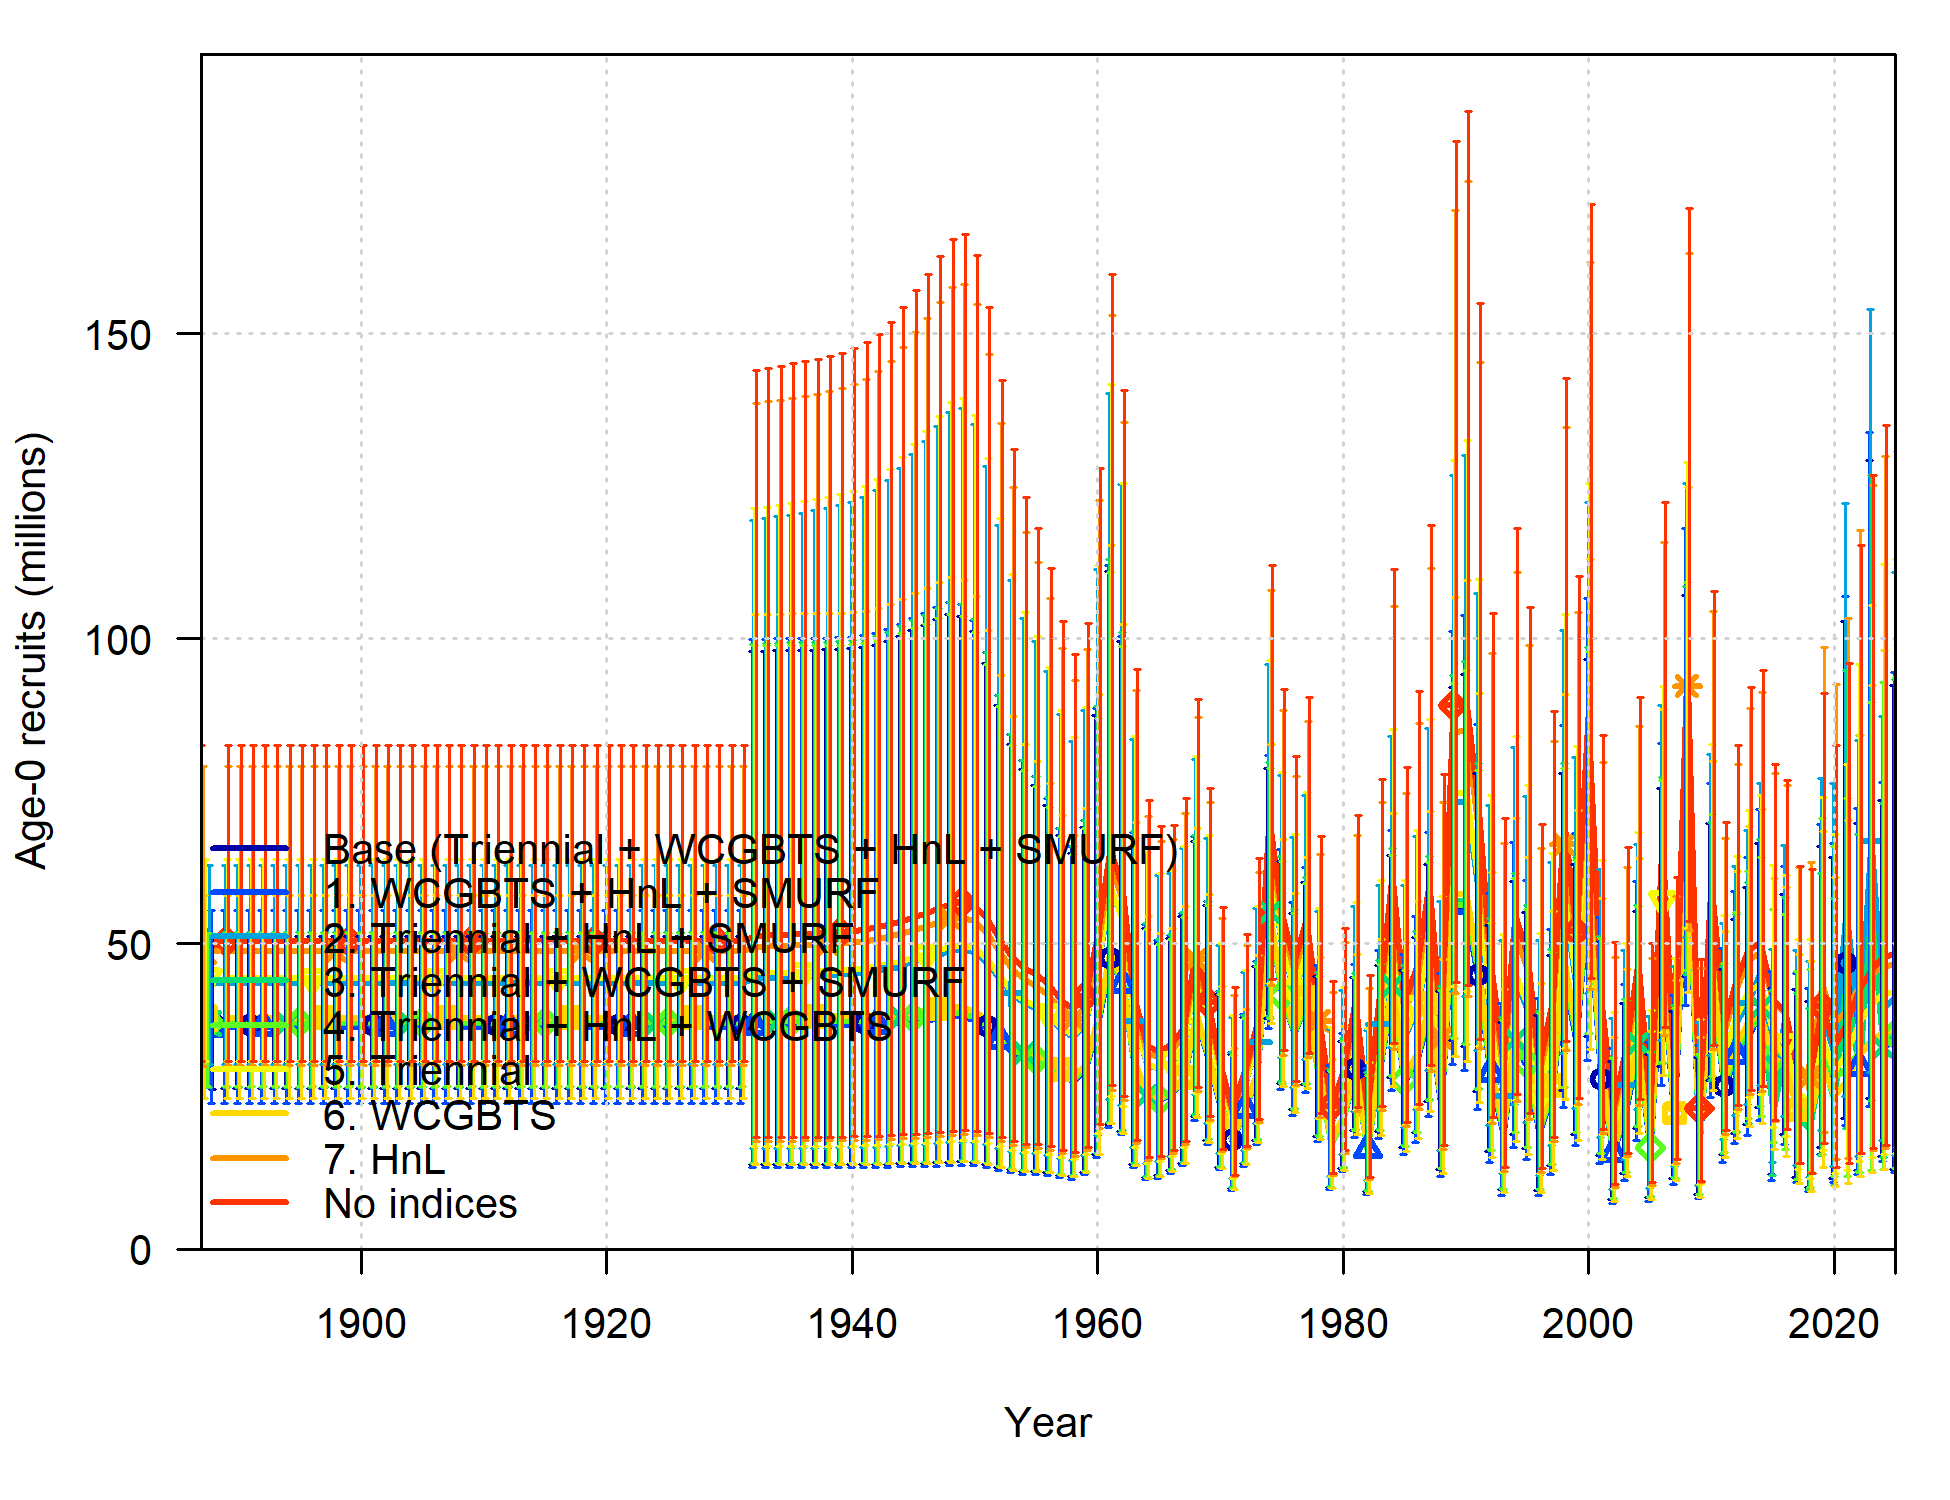 Age-0 recruits (millions)
150
100
50
0
Base (Triennial + WCGBTS + HnL + SMURF)
1. WCGBTS + HnL + SMURF
2. Triennial + HnL + SMURF
3. Triennial + WCGBTS + SMURF
4. Triennial + HnL + WCGBTS
5. Triennial
6. WCGBTS
7. HnL
No indices
1900 1920 1940 1960 1980 2000 2020
Year